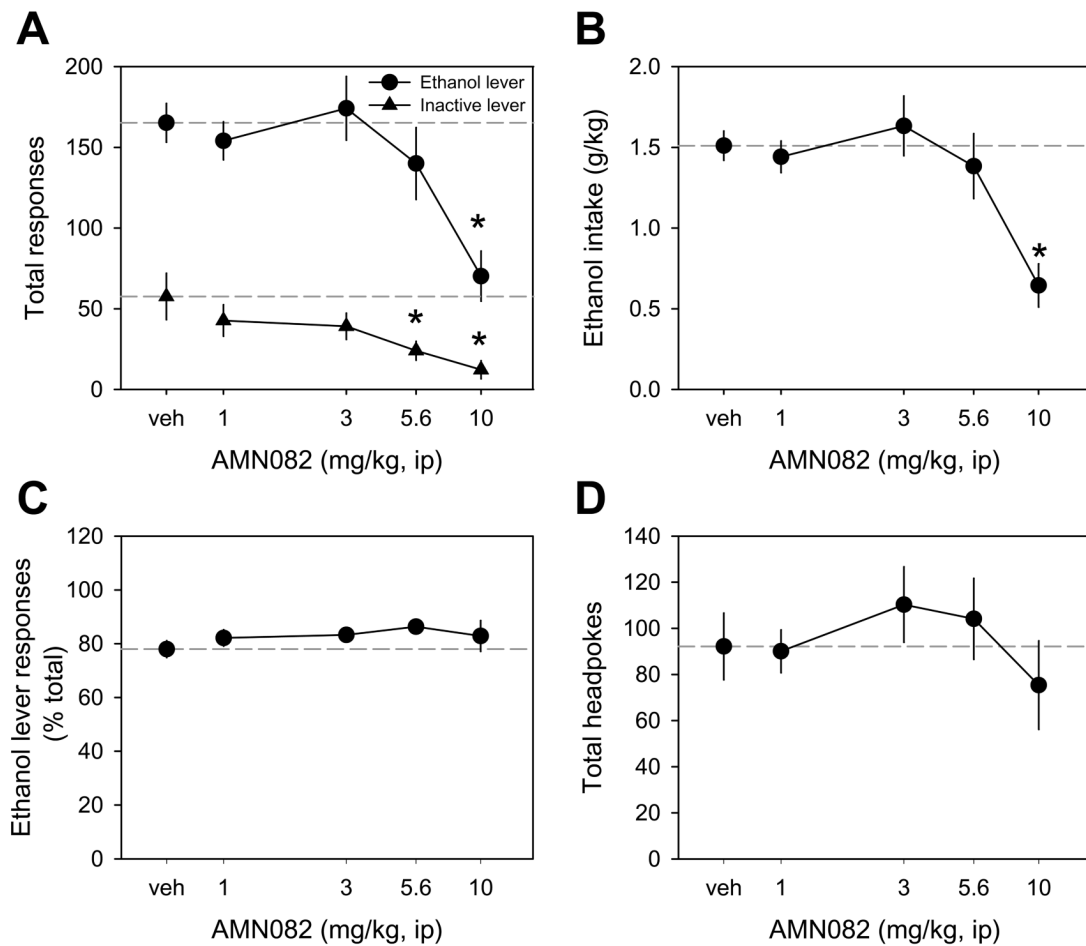 A
Total responses
200
150
100
50
0
Ethanol lever
Inactive lever
*
*
*
veh 1 3 5.6 10
AMN082 (mg/kg, ip)
B
Ethanol intake (g/kg)
2.0
1.5
1.0
0.5
0.0
*
veh 1 3 5.6 10
AMN082 (mg/kg, ip)
C
Ethanol lever responses
(% total)
120
100
80
60
40
20
0
veh 1 3 5.6 10
AMN082 (mg/kg, ip)
D
Total headpokes
140
120
100
80
60
40
20
0
veh 1 3 5.6 10
AMN082 (mg/kg, ip)